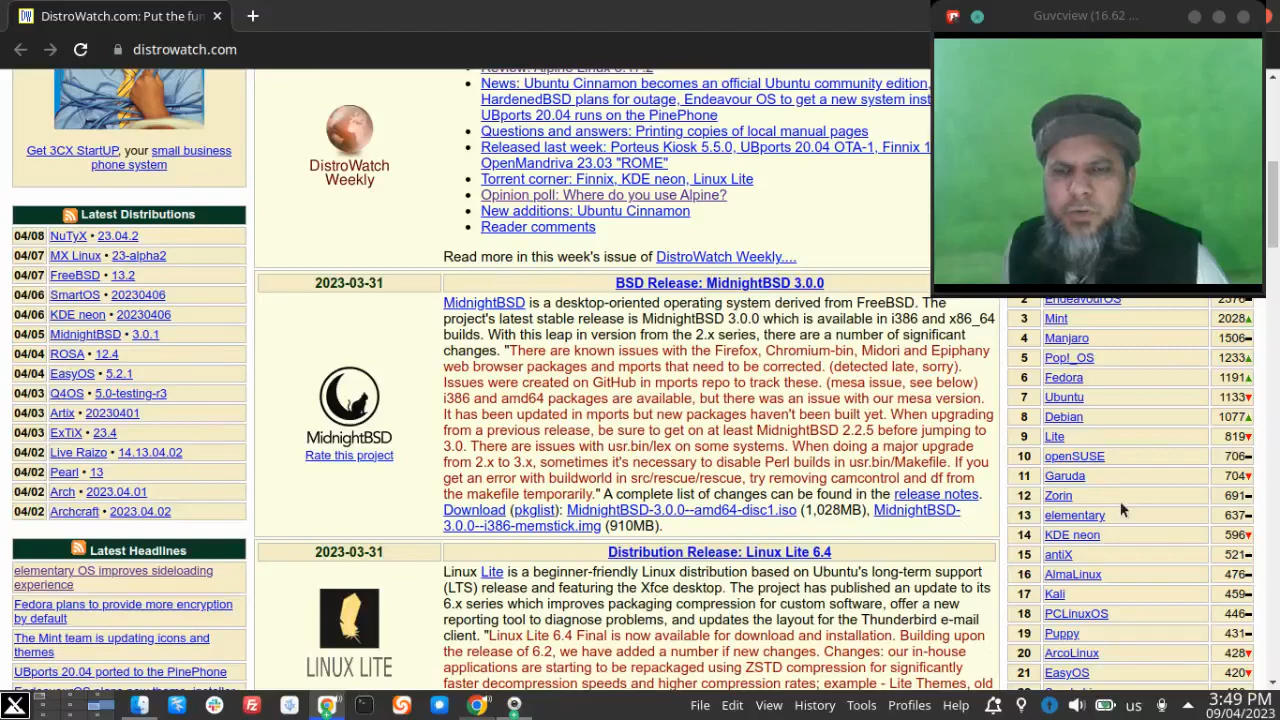 DistroWatch.com: Put the fun
Guvcview (16.62 ...
distrowatch.com
Get 3CX StartUP, your small business
phone system
Latest Distributions
04/08 NuTyX • 23.04.2
04/07 MX Linux • 23-alpha2
04/07 FreeBSD • 13.2
04/06 SmartOS • 20230406
04/06 KDE neon • 20230406
04/05 MidnightBSD • 3.0.1
04/04 ROSA • 12.4
04/04 EasyOS • 5.2.1
04/03 Q4OS • 5.0-testing-r3
04/03 Artix • 20230401
04/03 ExTiX • 23.4
04/02 Live Raizo • 14.13.04.02
04/02 Pearl • 13
04/02 Arch • 2023.04.01
04/02 Archcraft • 2023.04.02
Latest Headlines
elementary OS improves sideloading
experience
Fedora plans to provide more encryption
by default
The Mint team is updating icons and
themes
UBports 20.04 ported to the PinePhone
DistroWatch
Weekly
• Review: Alpine Linux 3.17.2
• News: Ubuntu Cinnamon becomes an official Ubuntu community edition,
HardenedBSD plans for outage, Endeavour OS to get a new system inst
UBports 20.04 runs on the PinePhone
• Questions and answers: Printing copies of local manual pages
• Released last week: Porteus Kiosk 5.5.0, UBports 20.04 OTA-1, Finnix 1
OpenMandriva 23.03 "ROME"
• Torrent corner: Finnix, KDE neon, Linux Lite
• Opinion poll: Where do you use Alpine?
• New additions: Ubuntu Cinnamon
• Reader comments
Read more in this week's issue of DistroWatch Weekly....
2023-03-31 BSD Release: MidnightBSD 3.0.0
MidnightBSD
Rate this project
MidnightBSD is a desktop-oriented operating system derived from FreeBSD. The
project's latest stable release is MidnightBSD 3.0.0 which is available in i386 and x86_64
builds. With this leap in version from the 2.x series, there are a number of significant
changes. "There are known issues with the Firefox, Chromium-bin, Midori and Epiphany
web browser packages and mports that need to be corrected. (detected late, sorry).
Issues were created on GitHub in mports repo to track these. (mesa issue, see below)
i386 and amd64 packages are available, but there was an issue with our mesa version.
It has been updated in mports but new packages haven't been built yet. When upgrading
from a previous release, be sure to get on at least MidnightBSD 2.2.5 before jumping to
3.0. There are issues with usr.bin/lex on some systems. When doing a major upgrade
from 2.x to 3.x, sometimes it's necessary to disable Perl builds in usr.bin/Makefile. If you
get an error with buildworld in src/rescue/rescue, try removing camcontrol and df from
the makefile temporarily." A complete list of changes can be found in the release notes.
Download (pkglist): MidnightBSD-3.0.0--amd64-disc1.iso (1,028MB), MidnightBSD-
3.0.0--i386-memstick.img (910MB).
2023-03-31 Distribution Release: Linux Lite 6.4
LINUX LITE
Linux Lite is a beginner-friendly Linux distribution based on Ubuntu's long-term support
(LTS) release and featuring the Xfce desktop. The project has published an update to its
6.x series which improves packaging compression for custom software, offer a new
reporting tool to diagnose problems, and updates the layout for the Thunderbird e-mail
client. "Linux Lite 6.4 Final is now available for download and installation. Building upon
the release of 6.2, we have added a number if new changes. Changes: our in-house
applications are starting to be repackaged using ZSTD compression for significantly
faster decompression speeds and higher compression rates; example - Lite Themes, old
2 EndeavourOS 2376
3 Mint 2028
4 Manjaro 1506
5 Pop!_OS 1233
6 Fedora 1191
7 Ubuntu 1133
8 Debian 1077
9 Lite 819
10 openSUSE 706
11 Garuda 704
12 Zorin 691
13 elementary 637
14 KDE neon 596
15 antiX 521
16 AlmaLinux 476
17 Kali 459
18 PCLinuxOS 446
19 Puppy 431
20 ArcoLinux 428
21 EasyOS 420
File Edit View History Tools Profiles Help
us
3:49 PM
09/04/2023